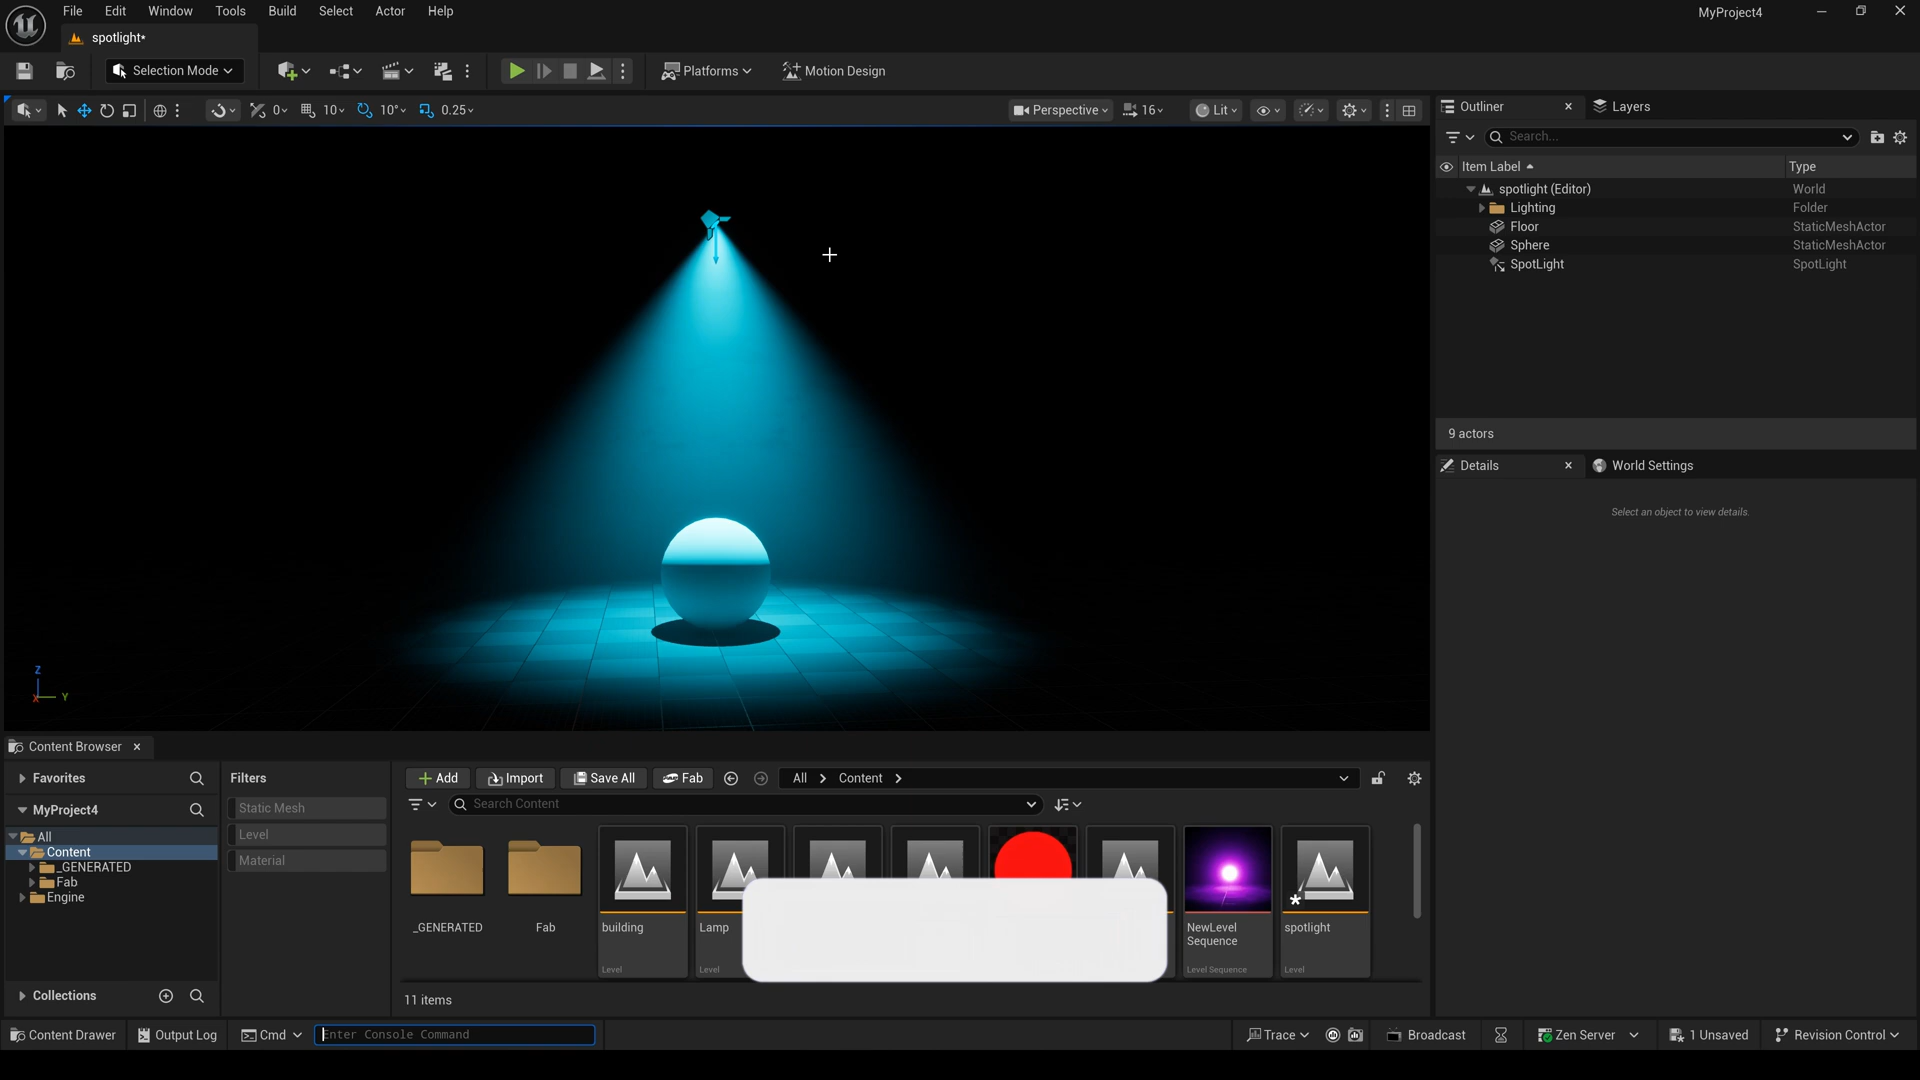 File Edit Window Tools Build Select Actor Help
MyProject4
spotlight*
Selection Mode
Platforms
Motion Design
0 10 10° 0.25
Perspective 16 Lit
Outliner
Layers
Search...
Item Label
Type
spotlight (Editor) World
Lighting Folder
Floor StaticMeshActor
Sphere StaticMeshActor
SpotLight SpotLight
9 actors
Details
World Settings
Select an object to view details.
Z
X Y
Content Browser
Favorites
MyProject4
All
Content
_GENERATED
Fab
Engine
Collections
Filters
Static Mesh
Level
Material
Add Import Save All Fab All Content
Search Content
_GENERATED
Fab
building
Level
Lamp
Level
NewLevel
Sequence
Level Sequence
spotlight
Level
11 items
Content Drawer Output Log Cmd Enter Console Command
Trace Broadcast Zen Server 1 Unsaved Revision Control